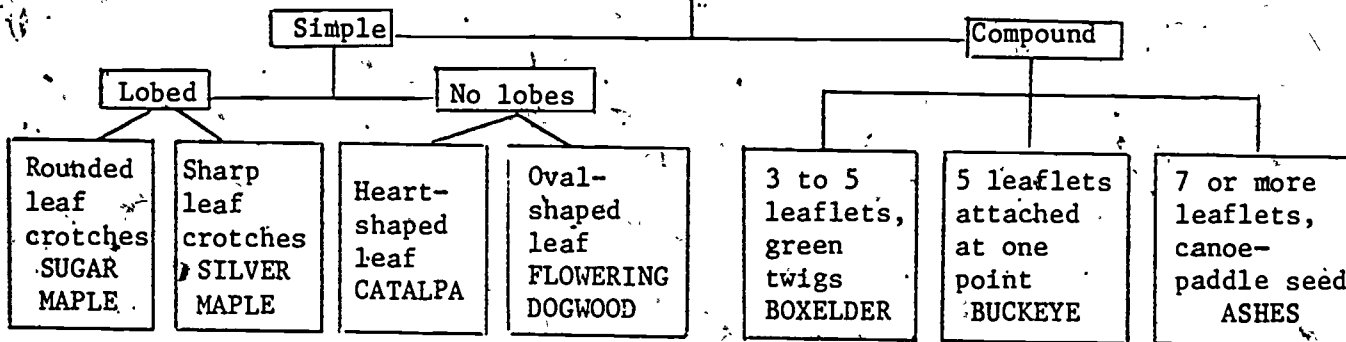 Simple
Compound
Lobed
No lobes
Rounded
leaf
crotches
SUGAR
MAPLE
Sharp
leaf
crotches
SILVER
MAPLE
Heart-
shaped
leaf
CATALPA
Oval-
shaped
leaf
FLOWERING
DOGWOOD
3 to 5
leaflets,
green
twigs
BOXELDER
5 leaflets
attached
at one
point
BUCKEYE
7 or more
leaflets,
canoe-
paddle seed
ASHES